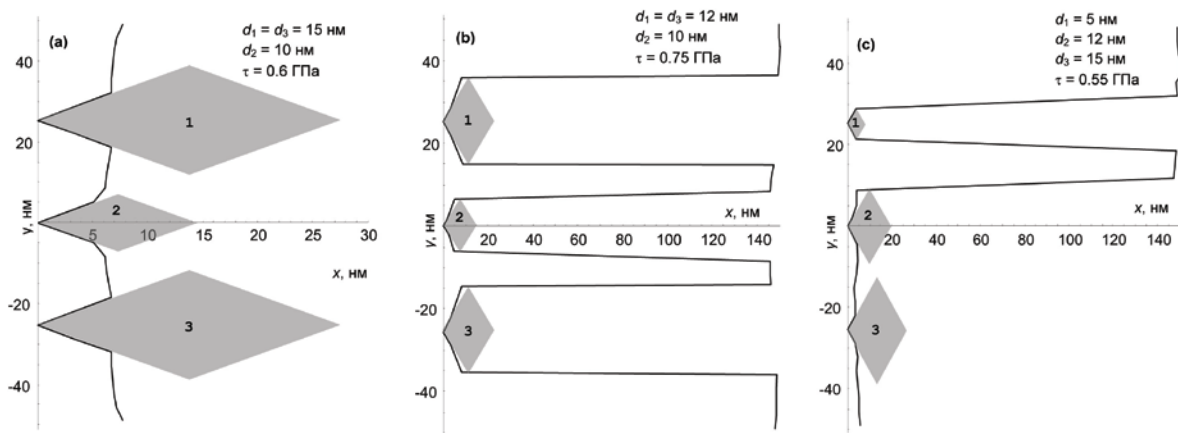 (a)
d₁ = d₃ = 15 нм
d₂ = 10 нм
τ = 0.6 ГПа
40
20
-20
-40
y, нм
1
2
3
5
10
15
20
25
30
x, нм
(b)
d₁ = d₃ = 12 нм
d₂ = 10 нм
τ = 0.75 ГПа
40
20
-20
-40
y, нм
1
2
3
x, нм
20
40
60
80
100
120
140
(c)
d₁ = 5 нм
d₂ = 12 нм
d₃ = 15 нм
τ = 0.55 ГПа
40
20
-20
-40
y, нм
1
2
3
x, нм
20
40
60
80
100
120
140